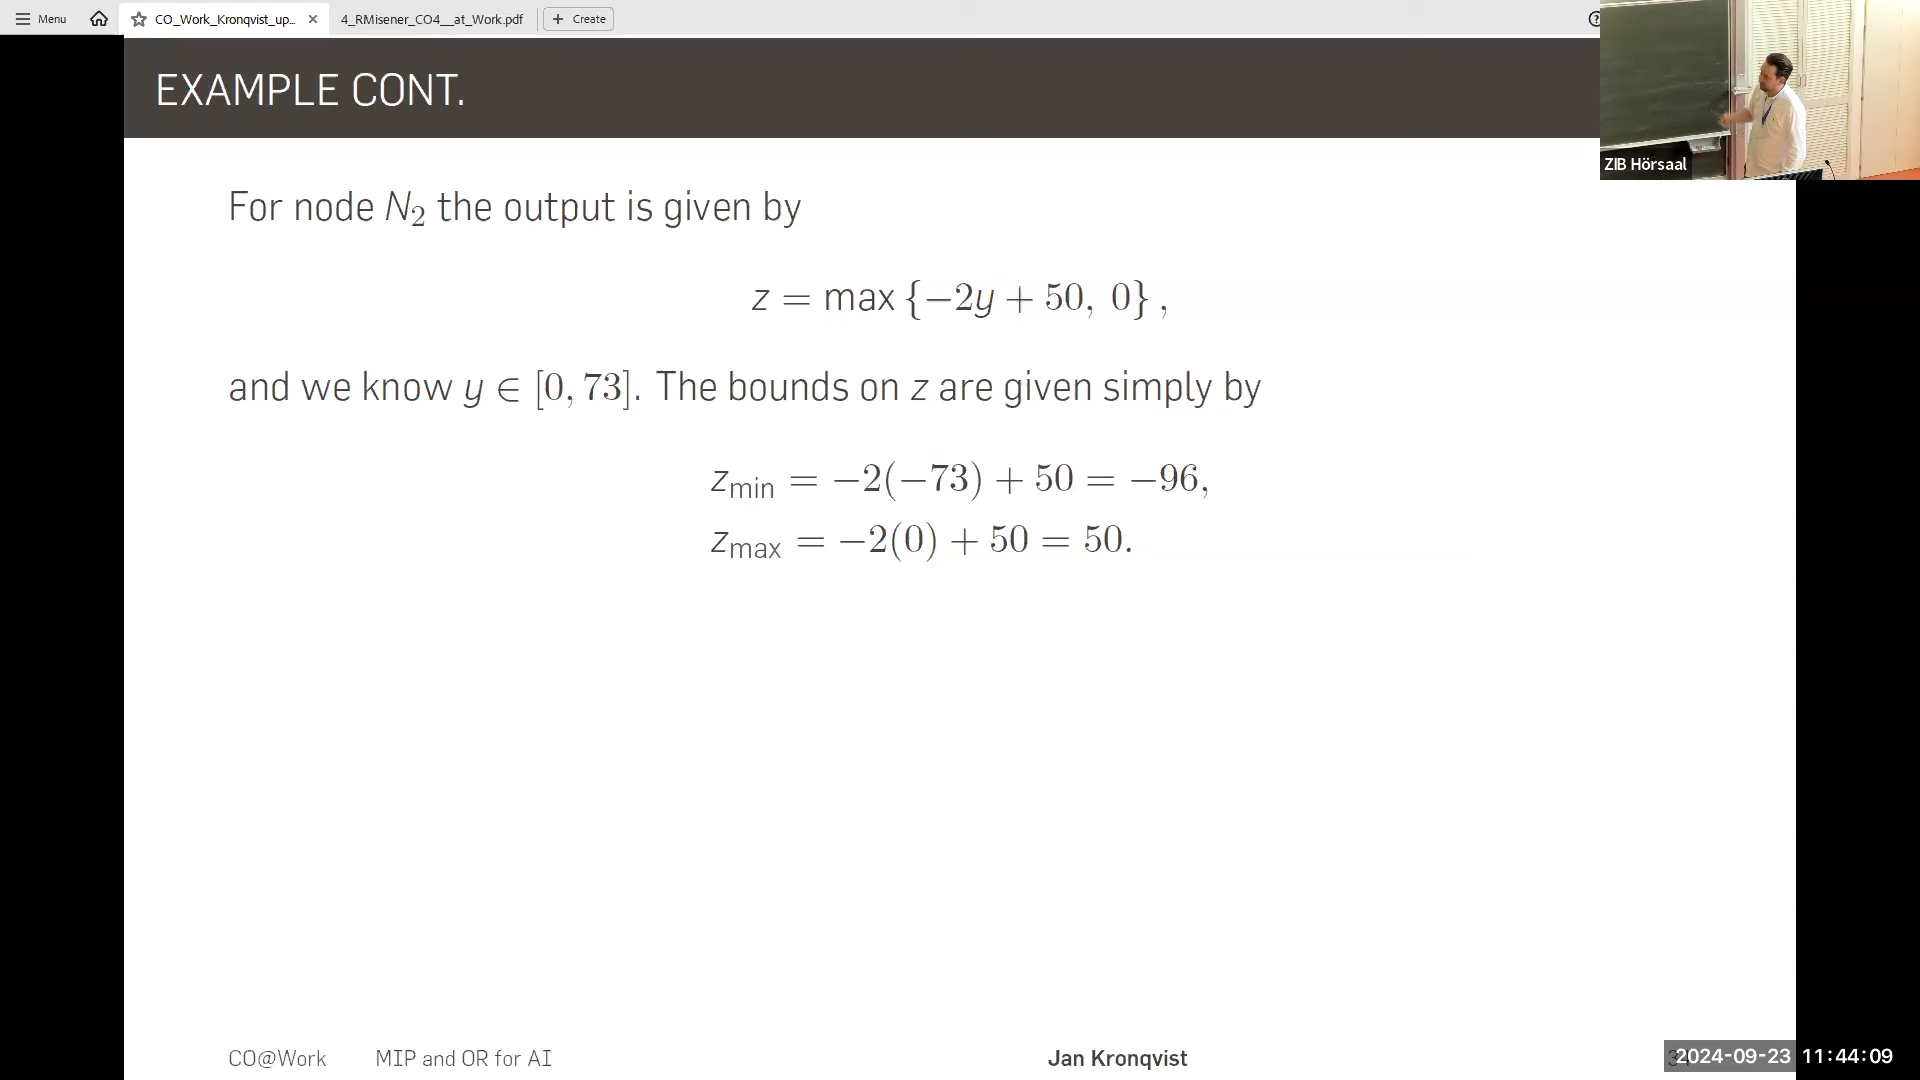 Menu
CO_Work_Kronqvist_up...
4_RMisener_CO4__at_Work.pdf
+ Create
EXAMPLE CONT.
ZIB Hörsaal
For node N₂ the output is given by
z = max {−2y + 50, 0} ,
and we know y ∈ [0, 73]. The bounds on z are given simply by
z_min = −2(−73) + 50 = −96,
z_max = −2(0) + 50 = 50.
CO@Work MIP and OR for AI Jan Kronqvist
2024-09-23 11:44:09